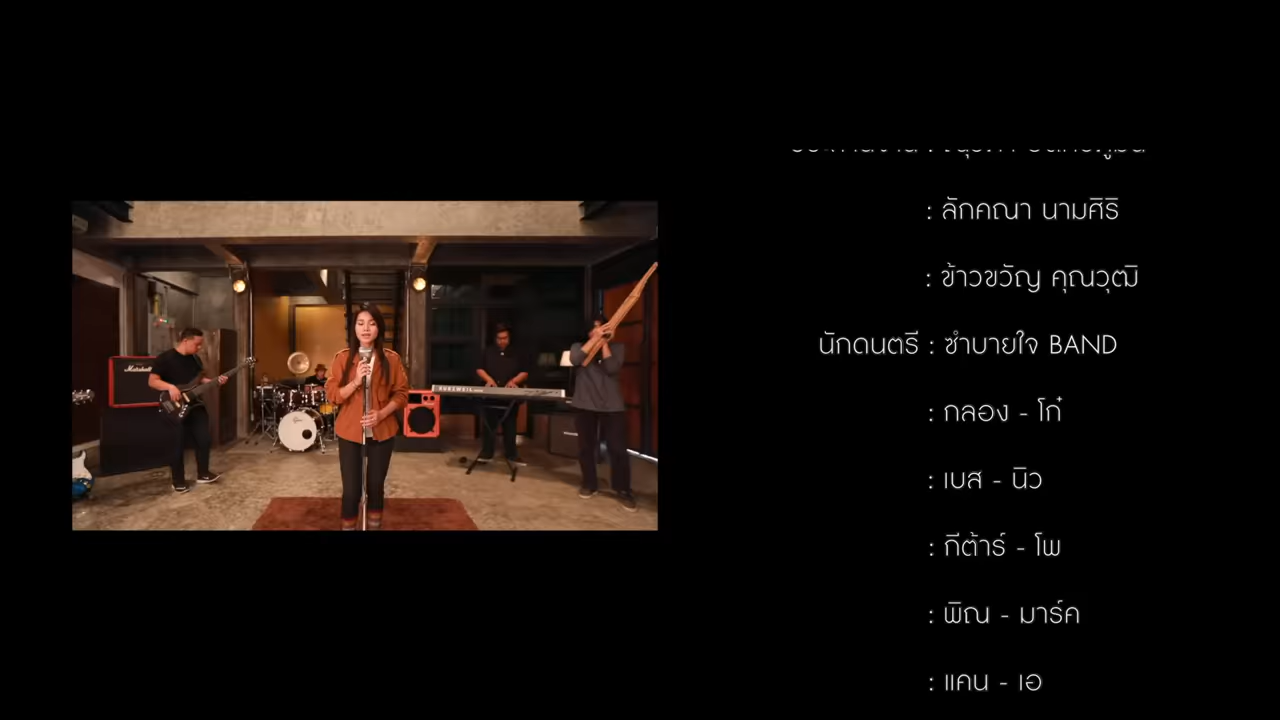 : ลักคณา นามศิริ
: ข้าวขวัญ คุณวุฒิ
นักดนตรี : ซำบายใจ BAND
: กลอง - โก๋
: เบส - นิว
: กีต้าร์ - โพ
: พิณ - มาร์ค
: แคน - เอ
Marshall
KURZWEIL